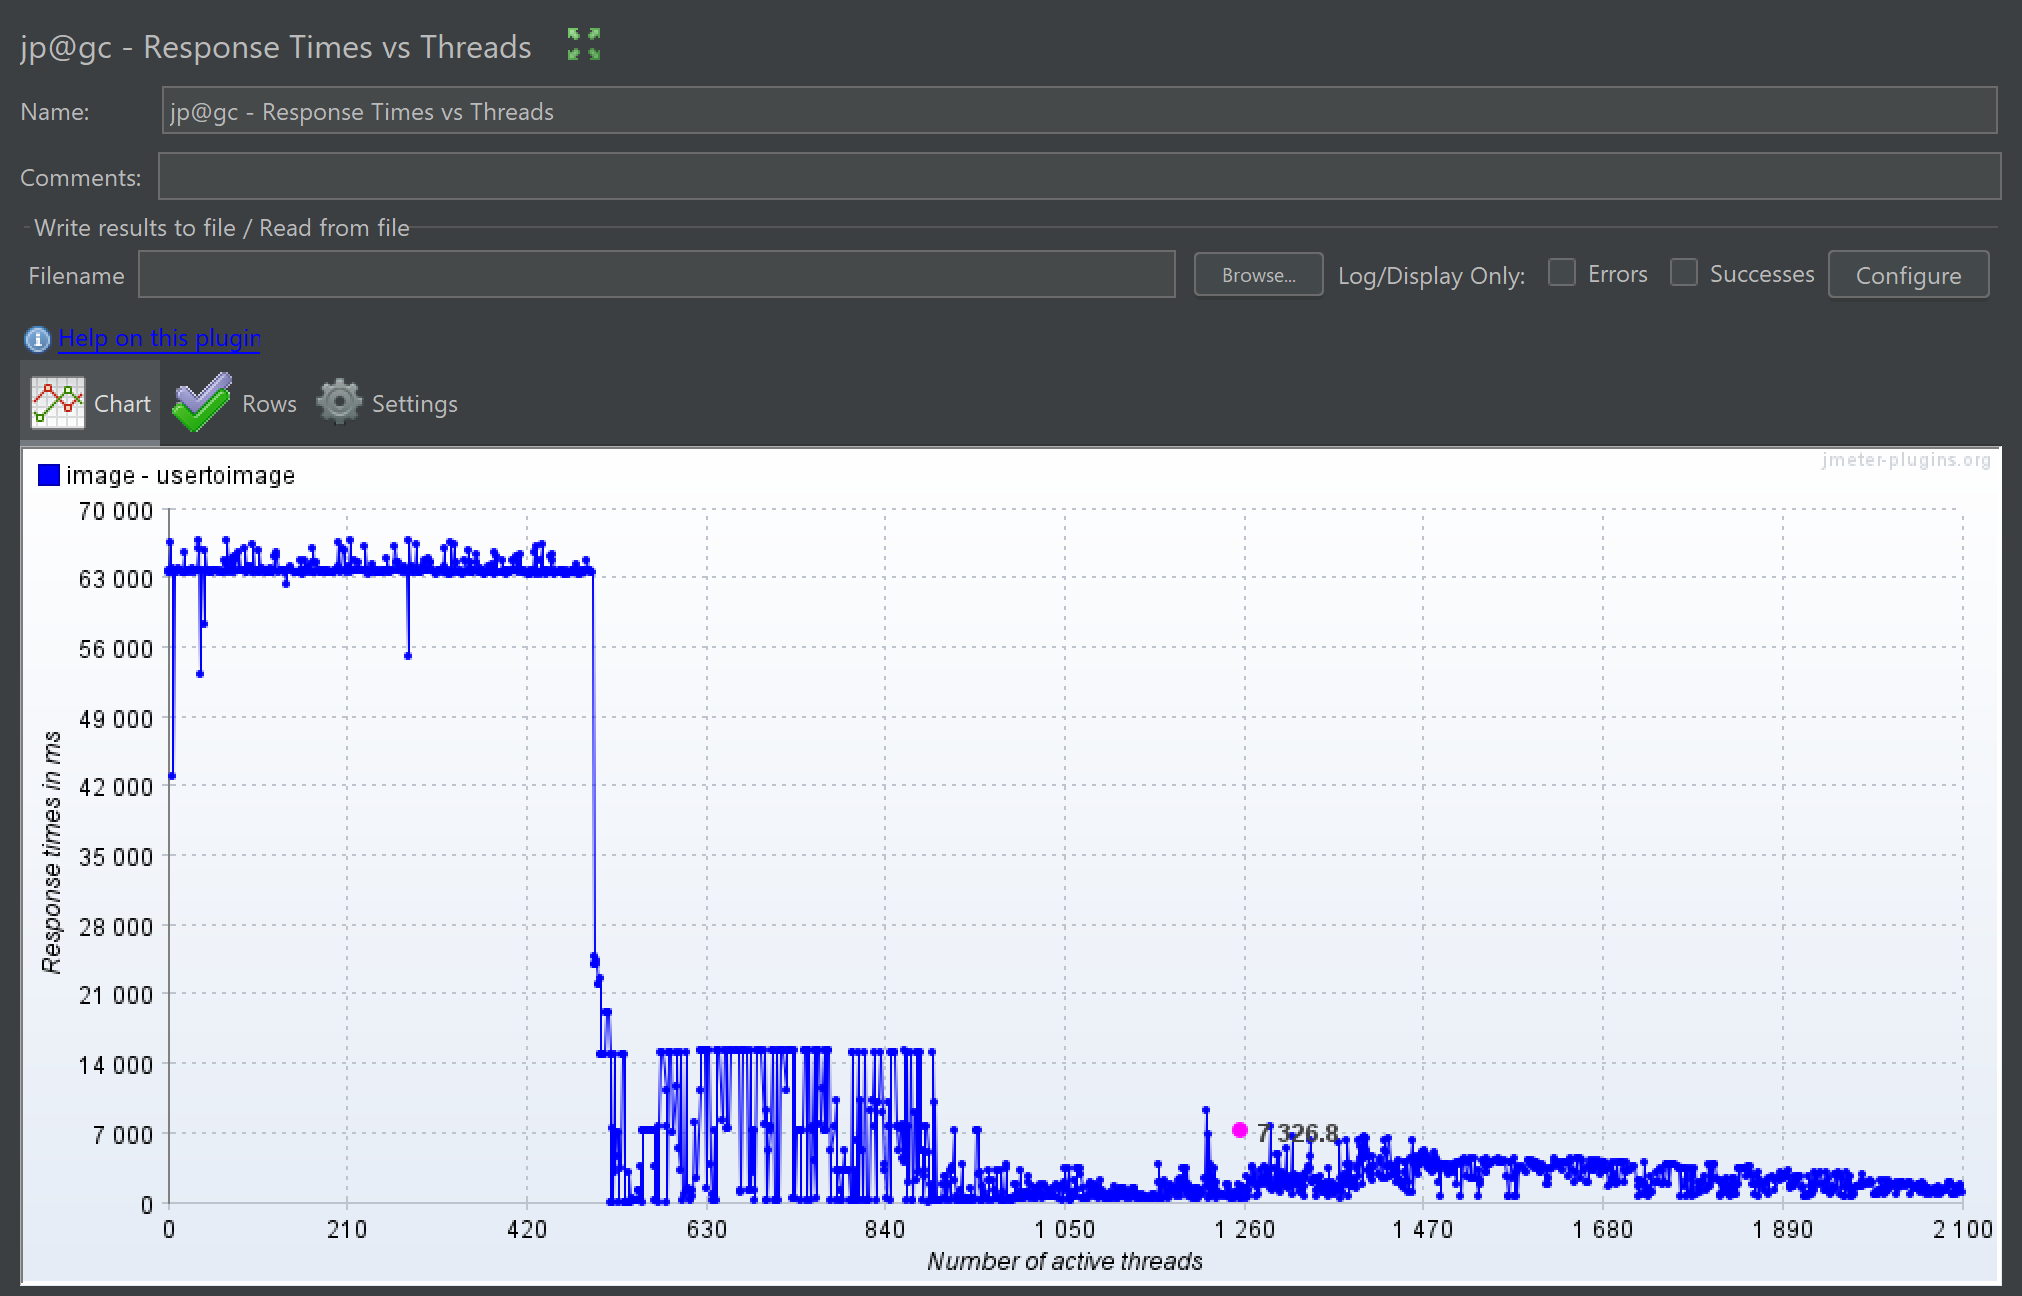 jp@gc - Response Times vs Threads
Name: jp@gc - Response Times vs Threads
Comments:
Write results to file / Read from file
Filename Browse... Log/Display Only: Errors Successes Configure
Help on this plugin
Chart Rows Settings
jmeter-plugins.org
image - usertoimage
70 000
63 000
56 000
49 000
42 000
35 000
28 000
21 000
14 000
7 000
0
Response times in ms
7 326.8
0 210 420 630 840 1 050 1 260 1 470 1 680 1 890 2 100
Number of active threads